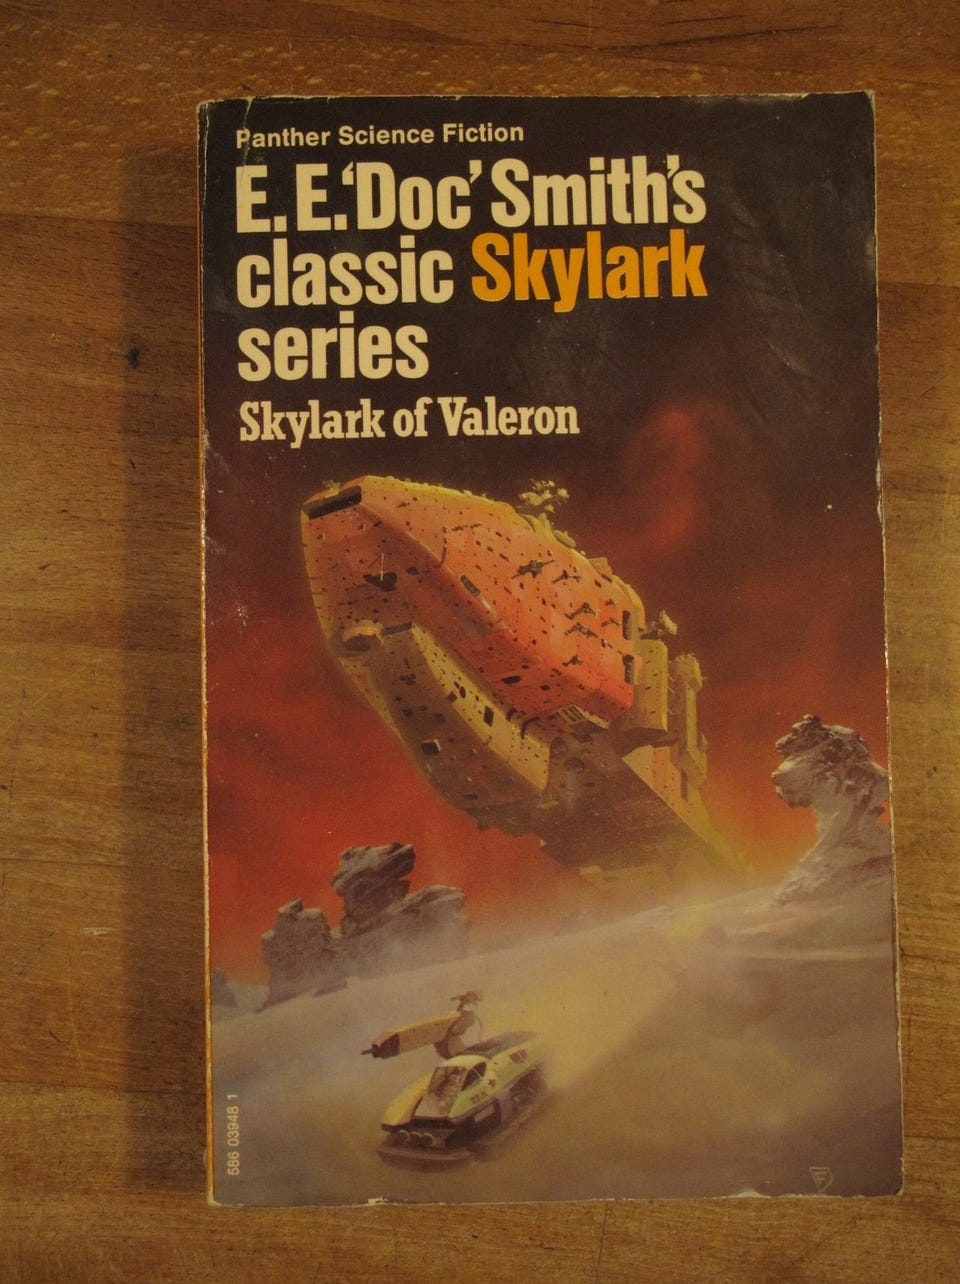 Panther Science Fiction
E.E.‘Doc’ Smith’s
classic Skylark
series
Skylark of Valeron
586 03948 1